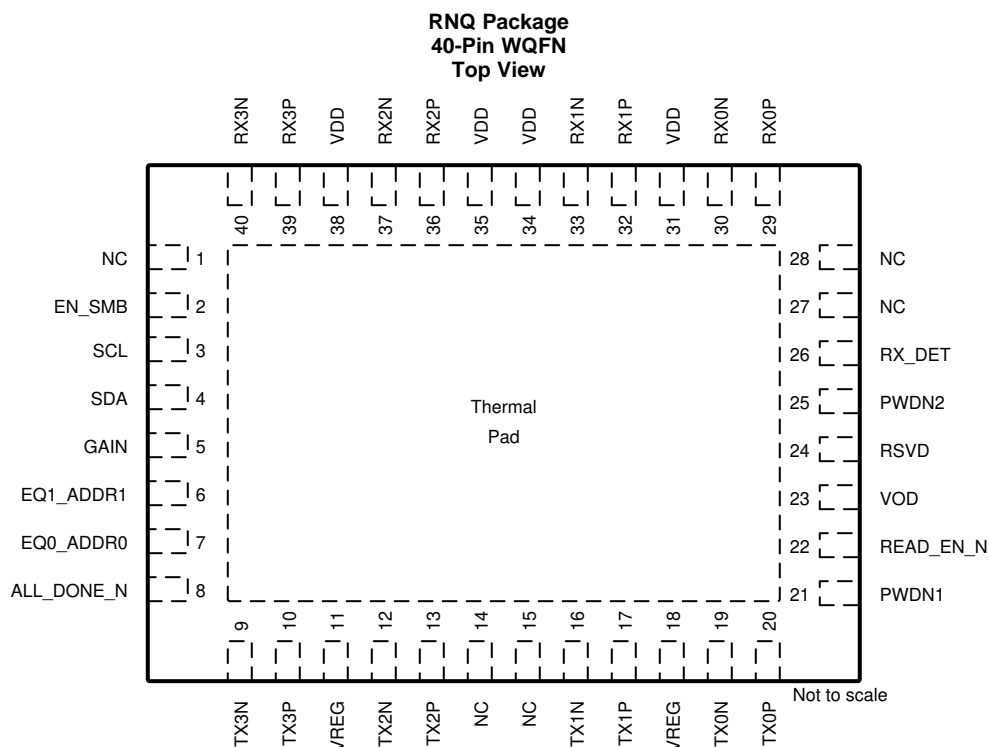 RNQ Package
40-Pin WQFN
Top View
RX3N
RX3P
VDD
RX2N
RX2P
VDD
VDD
RX1N
RX1P
VDD
RX0N
RX0P
40
39
38
37
36
35
34
33
32
31
30
29
NC 1
EN_SMB 2
SCL 3
SDA 4
GAIN 5
EQ1_ADDR1 6
EQ0_ADDR0 7
ALL_DONE_N 8
Thermal
Pad
28 NC
27 NC
26 RX_DET
25 PWDN2
24 RSVD
23 VOD
22 READ_EN_N
21 PWDN1
9
10
11
12
13
14
15
16
17
18
19
20
TX3N
TX3P
VREG
TX2N
TX2P
NC
NC
TX1N
TX1P
VREG
TX0N
TX0P
Not to scale